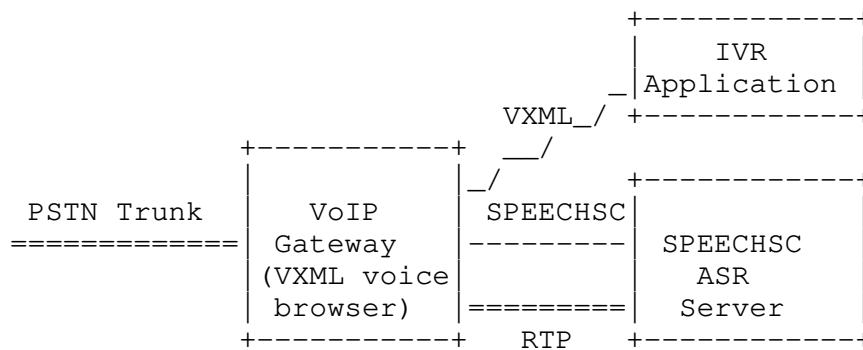 IVR
Application
VXML
PSTN Trunk VoIP SPEECHSC
Gateway SPEECHSC
(VXML voice ASR
browser) Server
RTP